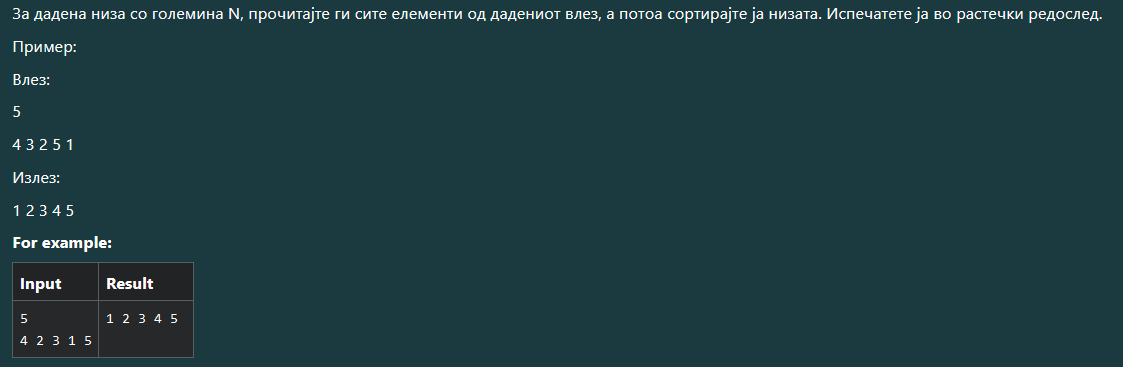 За дадена низа со големина N, прочитајте ги сите елементи од дадениот влез, а потоа сортирајте ја низата. Испечатете ја во растечки редослед.
Пример:
Влез:
5
4 3 2 5 1
Излез:
1 2 3 4 5
For example:
Input Result
5 1 2 3 4 5
4 2 3 1 5